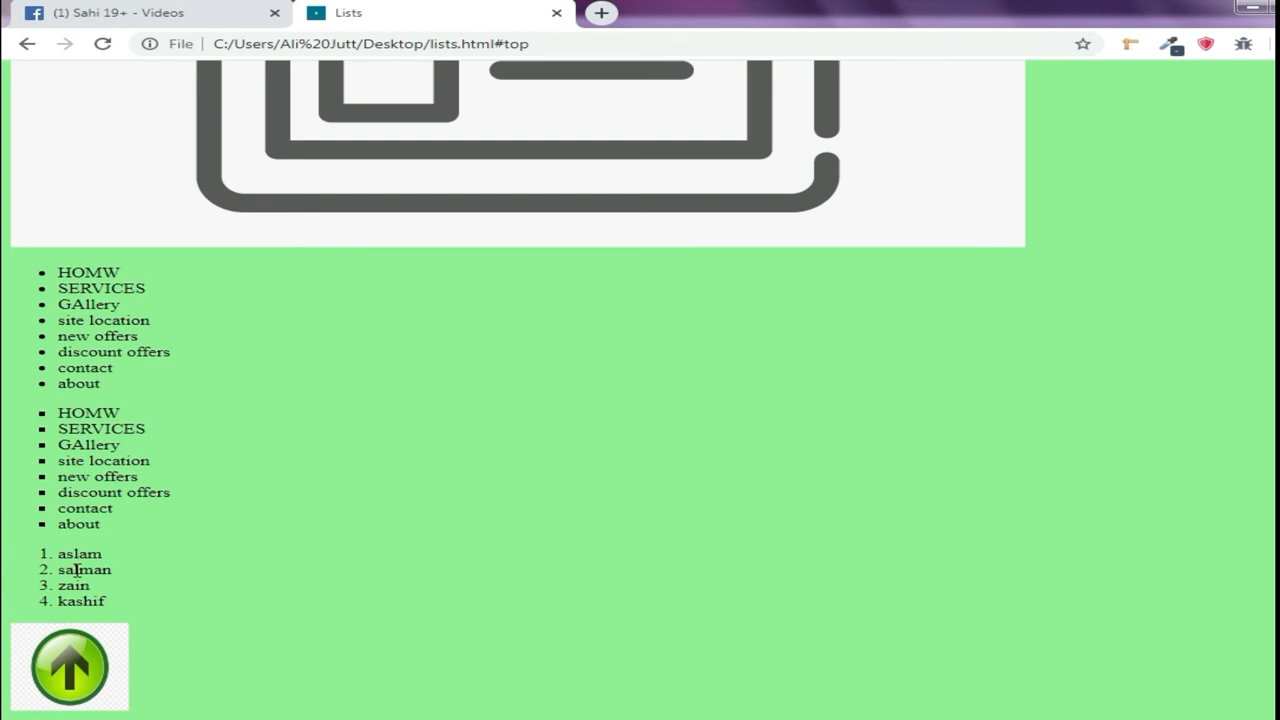 (1) Sahi 19+ - Videos
Lists
File
C:/Users/Ali%20Jutt/Desktop/lists.html#top
HOMW
SERVICES
GAllery
site location
new offers
discount offers
contact
about
HOMW
SERVICES
GAllery
site location
new offers
discount offers
contact
about
1. aslam
2. salman
3. zain
4. kashif